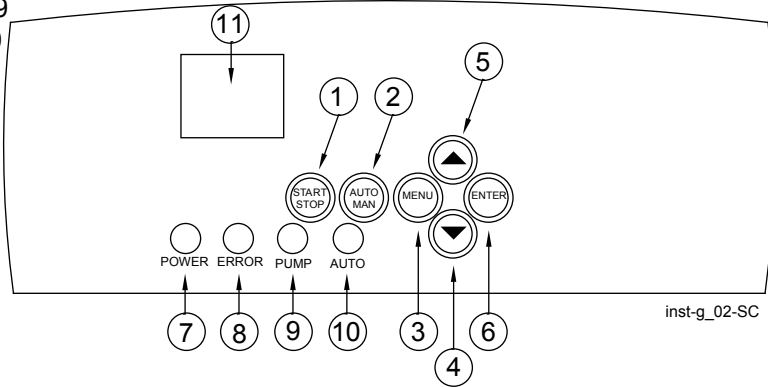 9
11
5
1 2
START
STOP
AUTO
MAN
MENU
ENTER
POWER ERROR PUMP AUTO
inst-g_02-SC
7 8 9 10 3 6
4